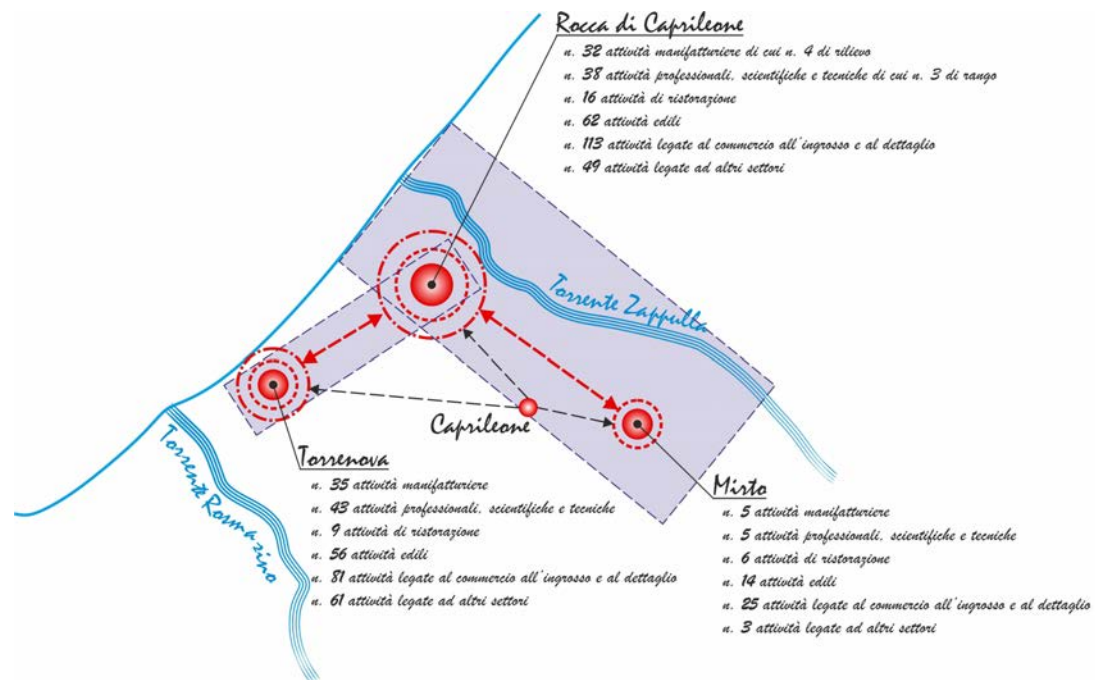 Rocca di Caprileone
n. 32 attività manifatturiere di cui n. 4 di rilievo
n. 38 attività professionali, scientifiche e tecniche di cui n. 3 di rango
n. 16 attività di ristorazione
n. 62 attività edili
n. 113 attività legate al commercio all'ingrosso e al dettaglio
n. 49 attività legate ad altri settori
Torrente Zappulla
Caprileone
Torrente Rosmarino
Torrenova
n. 35 attività manifatturiere
n. 43 attività professionali, scientifiche e tecniche
n. 9 attività di ristorazione
n. 56 attività edili
n. 81 attività legate al commercio all'ingrosso e al dettaglio
n. 61 attività legate ad altri settori
Mirto
n. 5 attività manifatturiere
n. 5 attività professionali, scientifiche e tecniche
n. 6 attività di ristorazione
n. 14 attività edili
n. 25 attività legate al commercio all'ingrosso e al dettaglio
n. 3 attività legate ad altri settori